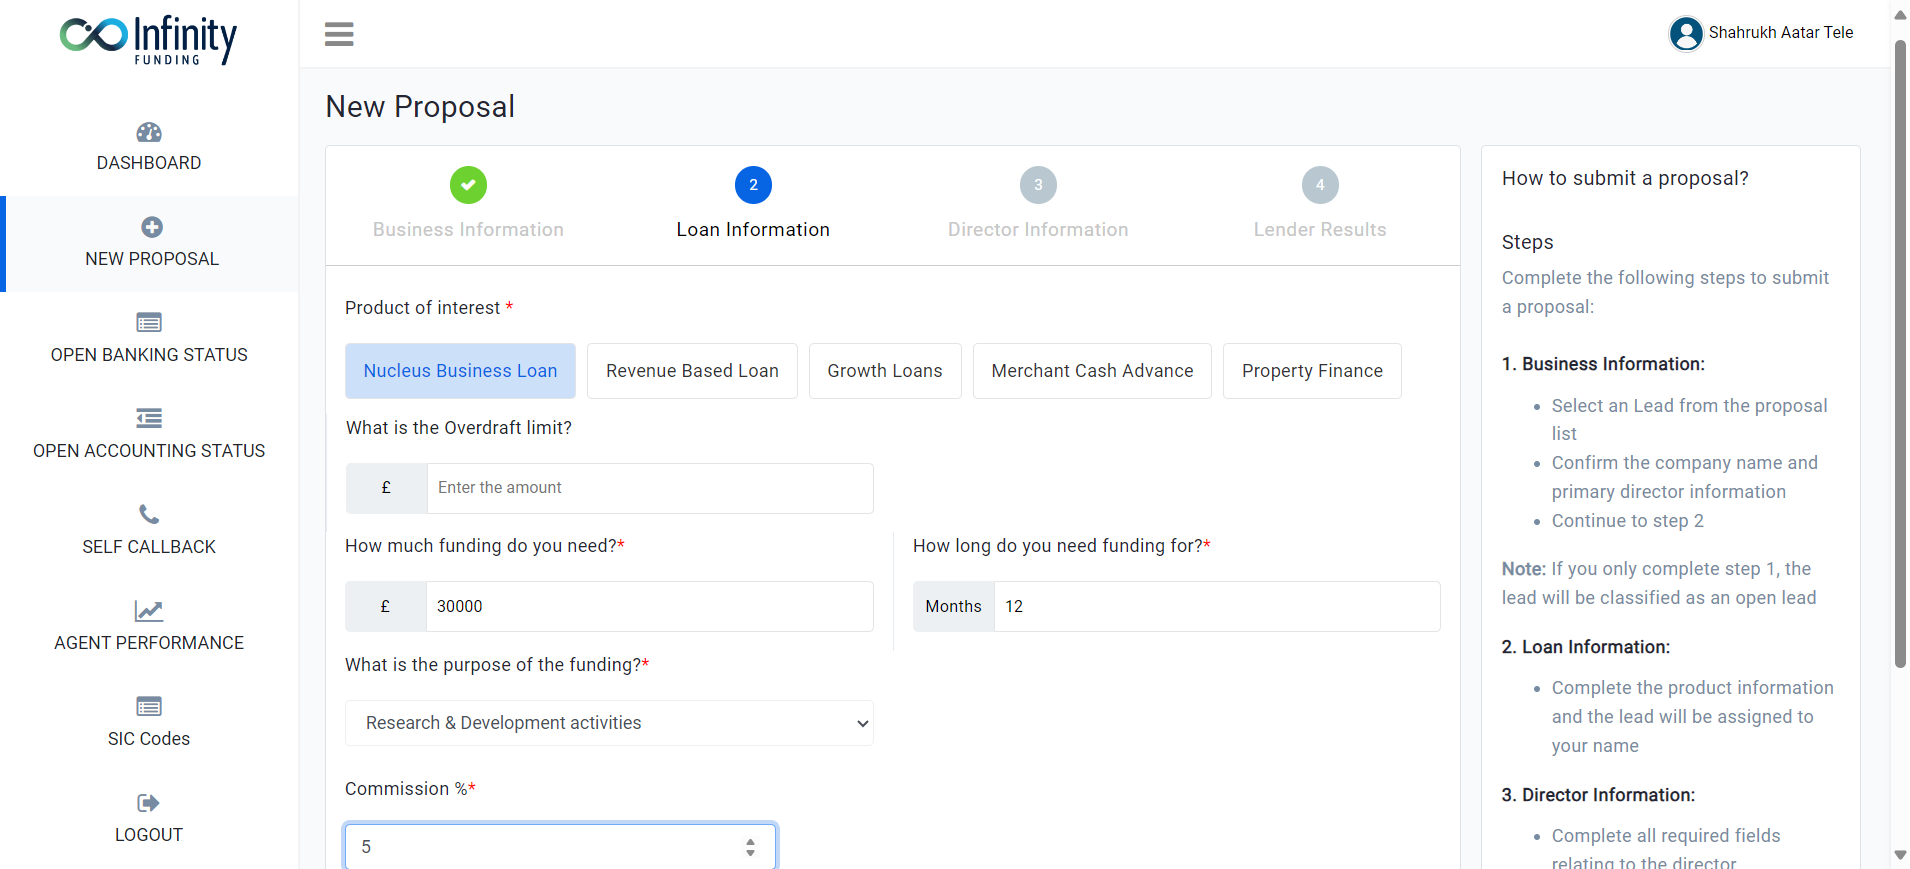 Infinity
FUNDING
Shahrukh Aatar Tele
DASHBOARD
NEW PROPOSAL
OPEN BANKING STATUS
OPEN ACCOUNTING STATUS
SELF CALLBACK
AGENT PERFORMANCE
SIC Codes
LOGOUT
New Proposal
2
3
4
Business Information
Loan Information
Director Information
Lender Results
Product of interest *
Nucleus Business Loan
Revenue Based Loan
Growth Loans
Merchant Cash Advance
Property Finance
What is the Overdraft limit?
£ Enter the amount
How much funding do you need?*
£ 30000
How long do you need funding for?*
Months 12
What is the purpose of the funding?*
Research & Development activities
Commission %*
5
How to submit a proposal?
Steps
Complete the following steps to submit
a proposal:
1. Business Information:
• Select an Lead from the proposal
list
• Confirm the company name and
primary director information
• Continue to step 2
Note: If you only complete step 1, the
lead will be classified as an open lead
2. Loan Information:
• Complete the product information
and the lead will be assigned to
your name
3. Director Information:
• Complete all required fields
relating to the director